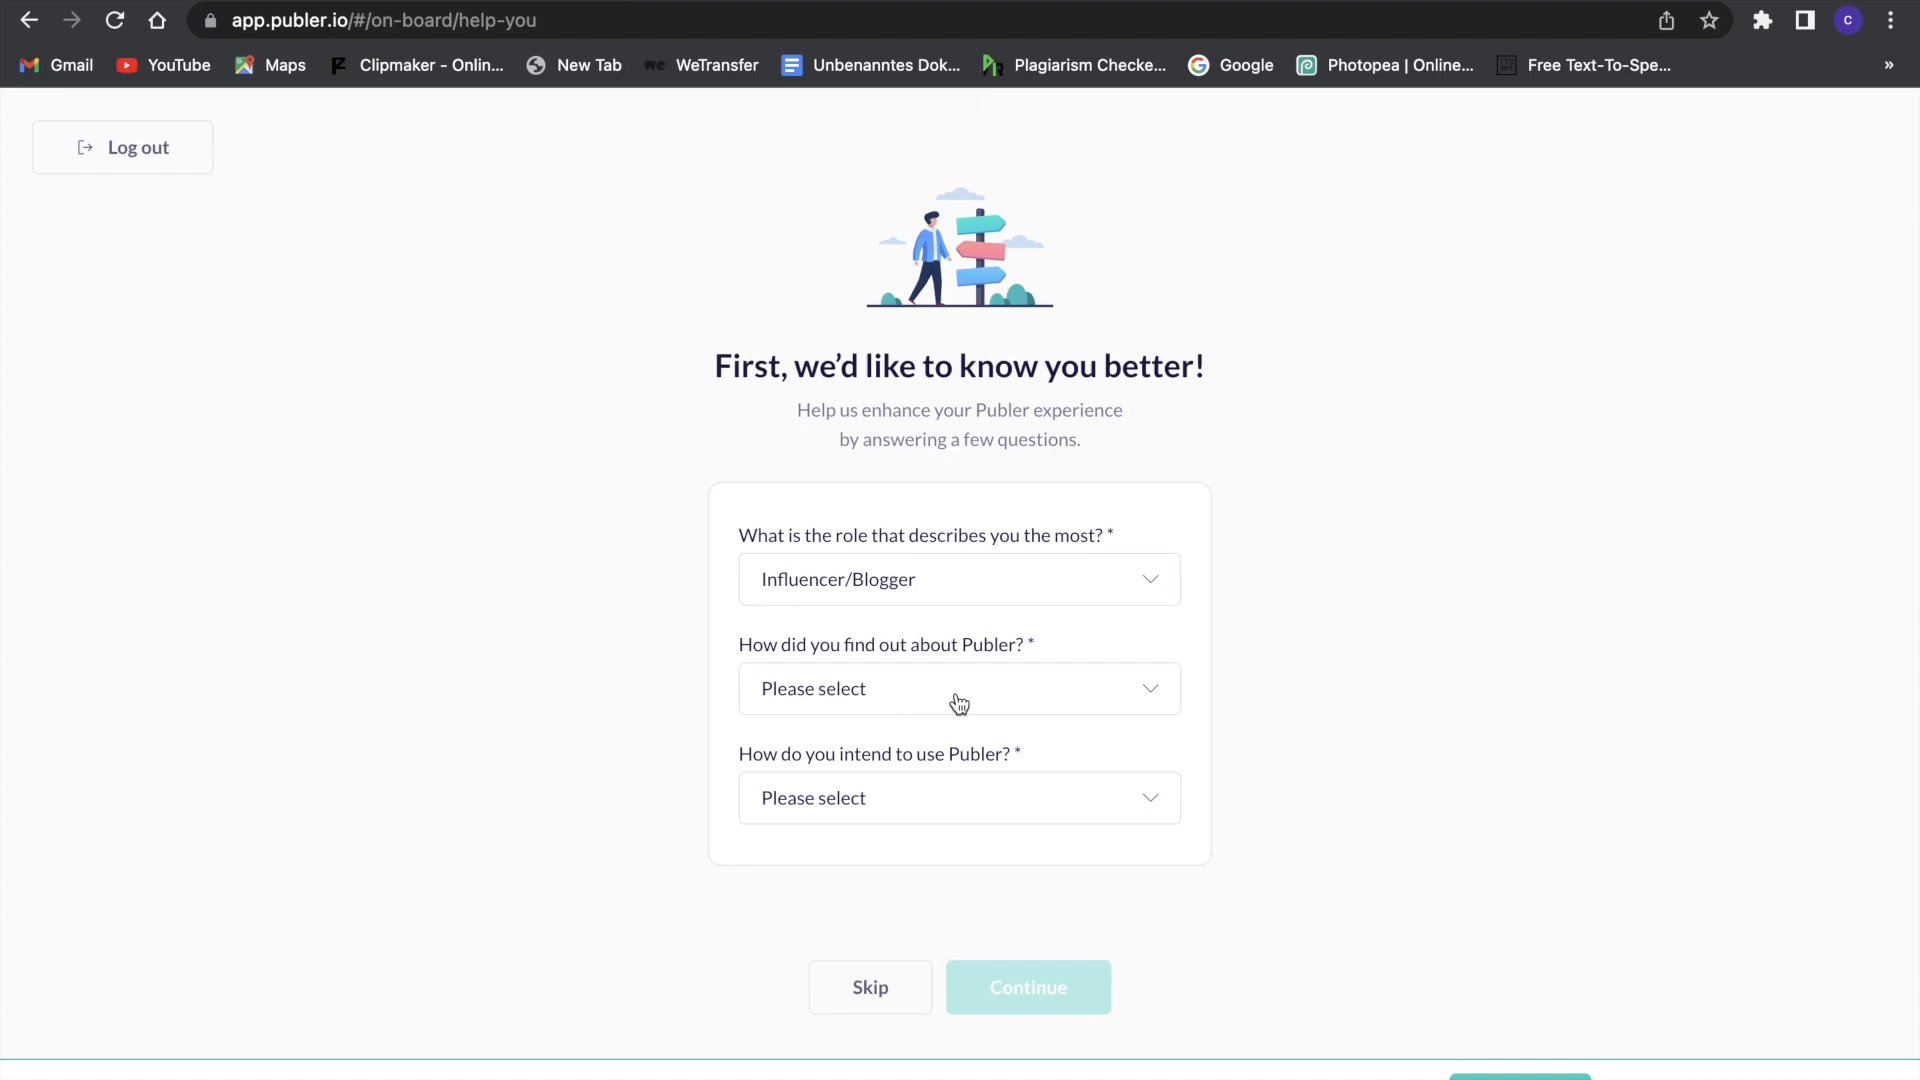 app.publer.io/#/on-board/help-you
C
Gmail
YouTube
Maps
Clipmaker - Onlin...
New Tab
we WeTransfer
Unbenanntes Dok...
Plagiarism Checke...
Google
Photopea | Online...
Free Text-To-Spe...
»
Log out
First, we’d like to know you better!
Help us enhance your Publer experience
by answering a few questions.
What is the role that describes you the most? *
Influencer/Blogger
How did you find out about Publer? *
Please select
How do you intend to use Publer? *
Please select
Skip
Continue